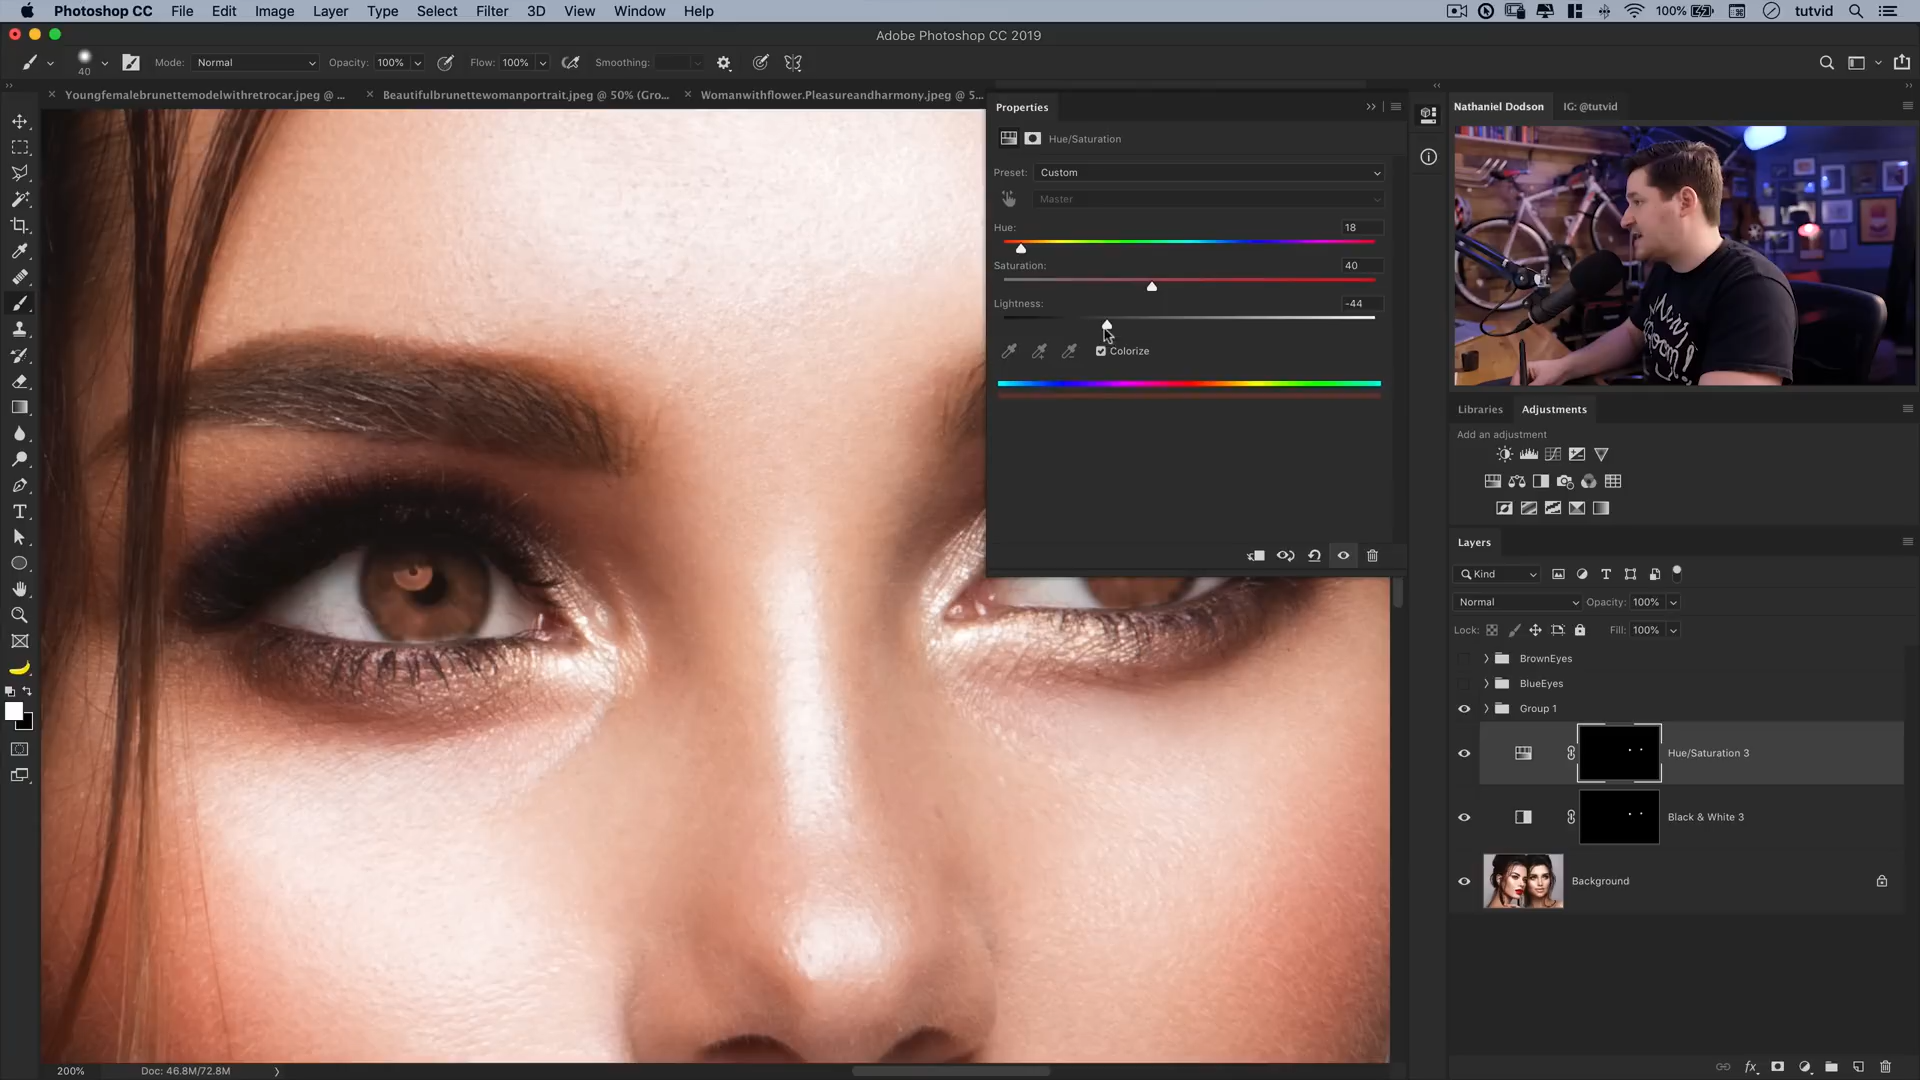 Photoshop CC File Edit Image Layer Type Select Filter 3D View Window Help 100% tutvid
Adobe Photoshop CC 2019
40 Mode: Normal Opacity: 100% Flow: 100% Smoothing:
Youngfemalebrunettemodelwithretrocar.jpeg @ ... Beautifulbrunettewomanportrait.jpeg @ 50% (Gro... Womanwithflower.Pleasureandharmony.jpeg @ 5...
Properties
Hue/Saturation
Preset: Custom
Master
Hue: 18
Saturation: 40
Lightness: -44
Colorize
Nathaniel Dodson IG: @tutvid
Libraries Adjustments
Add an adjustment
Layers
Kind
Normal Opacity: 100%
Lock: Fill: 100%
BrownEyes
BlueEyes
Group 1
Hue/Saturation 3
Black & White 3
Background
200% Doc: 46.8M/72.8M